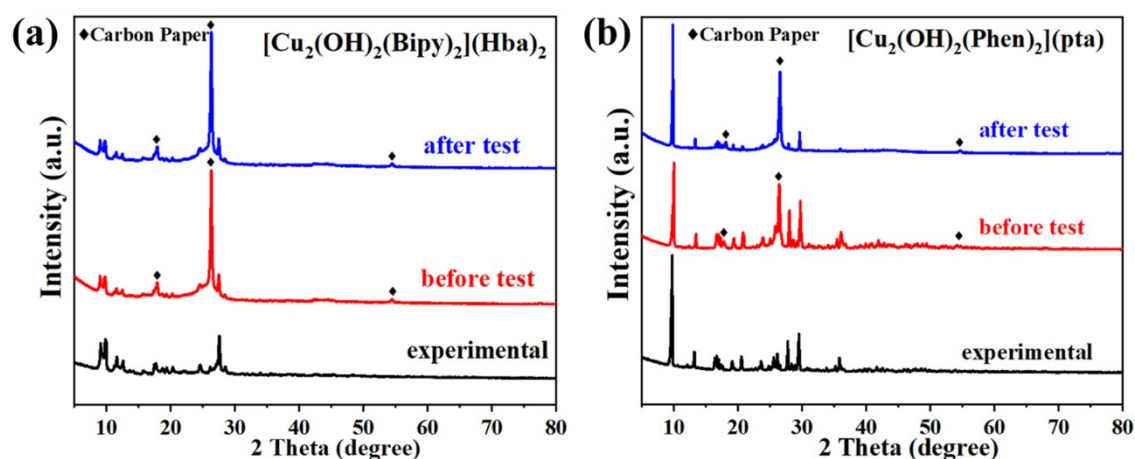 (a)
♦Carbon Paper
[Cu₂(OH)₂(Bipy)₂](Hba)₂
after test
before test
experimental
Intensity (a.u.)
10 20 30 40 50 60 70 80
2 Theta (degree)
(b)
♦Carbon Paper
[Cu₂(OH)₂(Phen)₂](pta)
after test
before test
experimental
Intensity (a.u.)
10 20 30 40 50 60 70 80
2 Theta (degree)